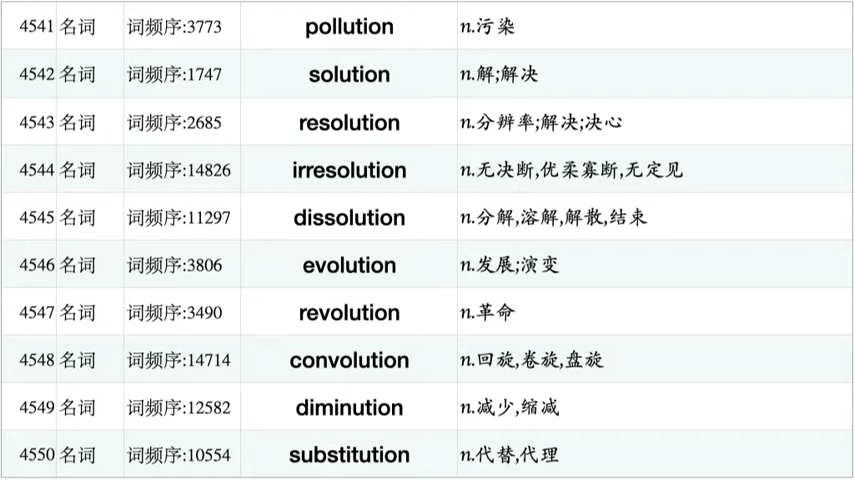 4541 名词 词频序:3773 pollution n.污染
4542 名词 词频序:1747 solution n.解;解决
4543 名词 词频序:2685 resolution n.分辨率;解决;决心
4544 名词 词频序:14826 irresolution n.无决断,优柔寡断,无定见
4545 名词 词频序:11297 dissolution n.分解,溶解,解散,结束
4546 名词 词频序:3806 evolution n.发展;演变
4547 名词 词频序:3490 revolution n.革命
4548 名词 词频序:14714 convolution n.回旋,卷旋,盘旋
4549 名词 词频序:12582 diminution n.减少,缩减
4550 名词 词频序:10554 substitution n.代替,代理